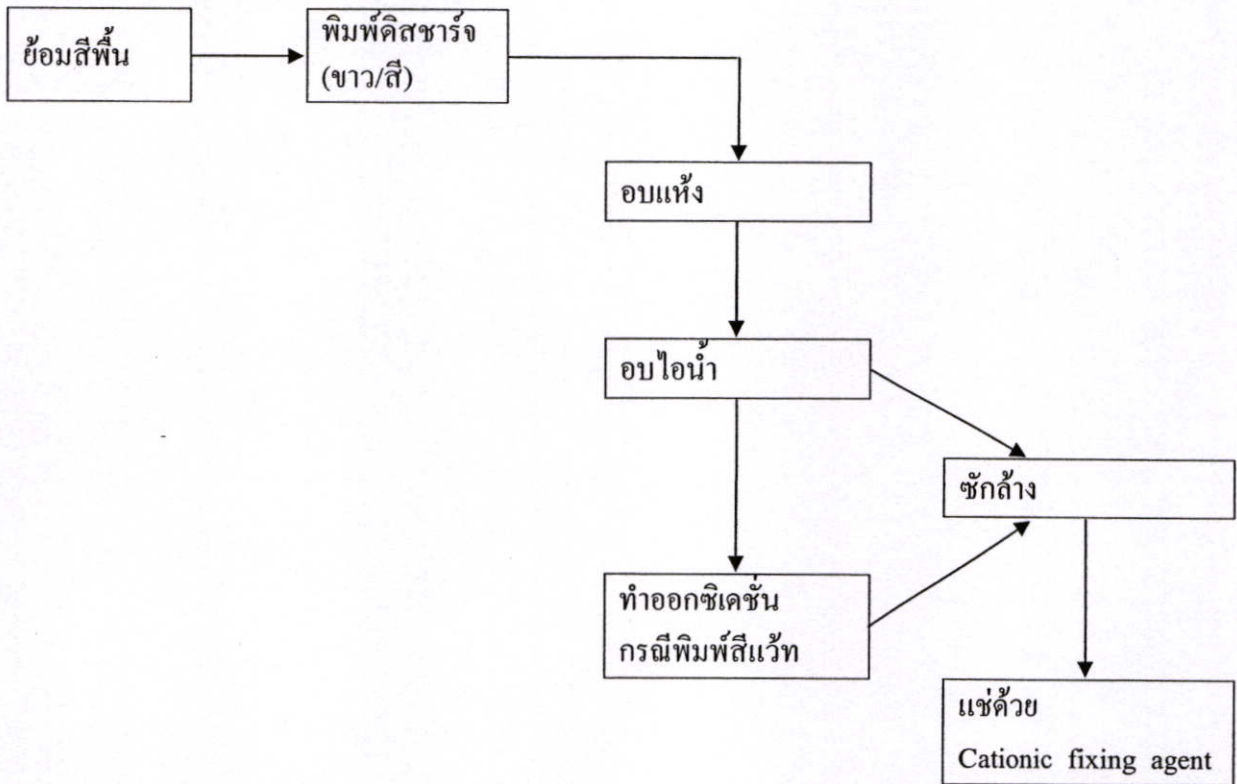 ย้อมสีพื้น
พิมพ์ดิสชาร์จ
(ขาว/สี)
อบแห้ง
อบไอน้ำ
ซักล้าง
ทำออกซิเดชั่น
กรณีพิมพ์สีแว้ท
แช่ด้วย
Cationic fixing agent